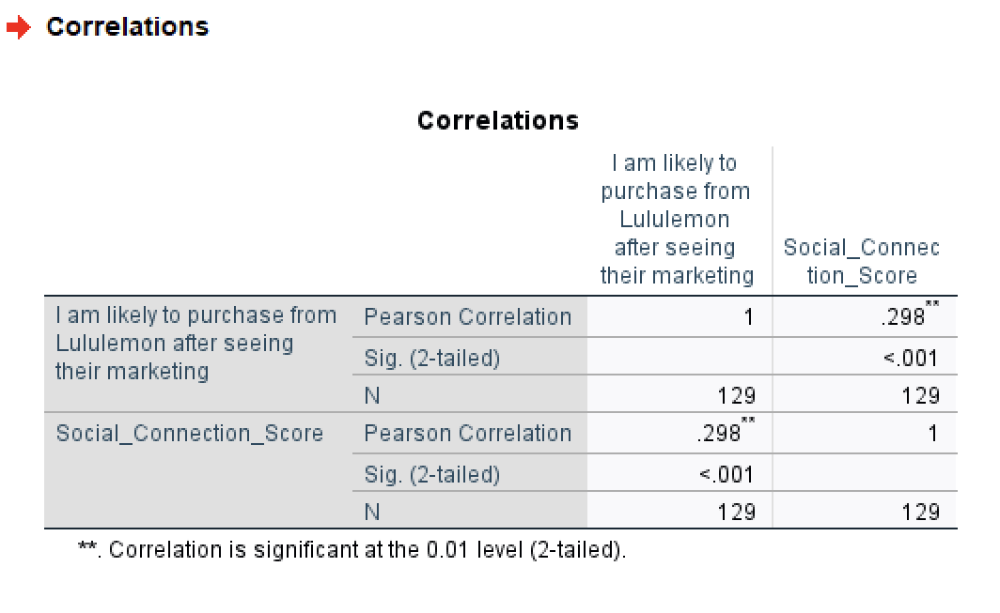 Correlations
Correlations
I am likely to
purchase from
Lululemon
after seeing
their marketing
Social_Connec
tion_Score
I am likely to purchase from
Lululemon after seeing
their marketing
Pearson Correlation 1 .298**
Sig. (2-tailed) <.001
N 129 129
Social_Connection_Score Pearson Correlation .298** 1
Sig. (2-tailed) <.001
N 129 129
**. Correlation is significant at the 0.01 level (2-tailed).